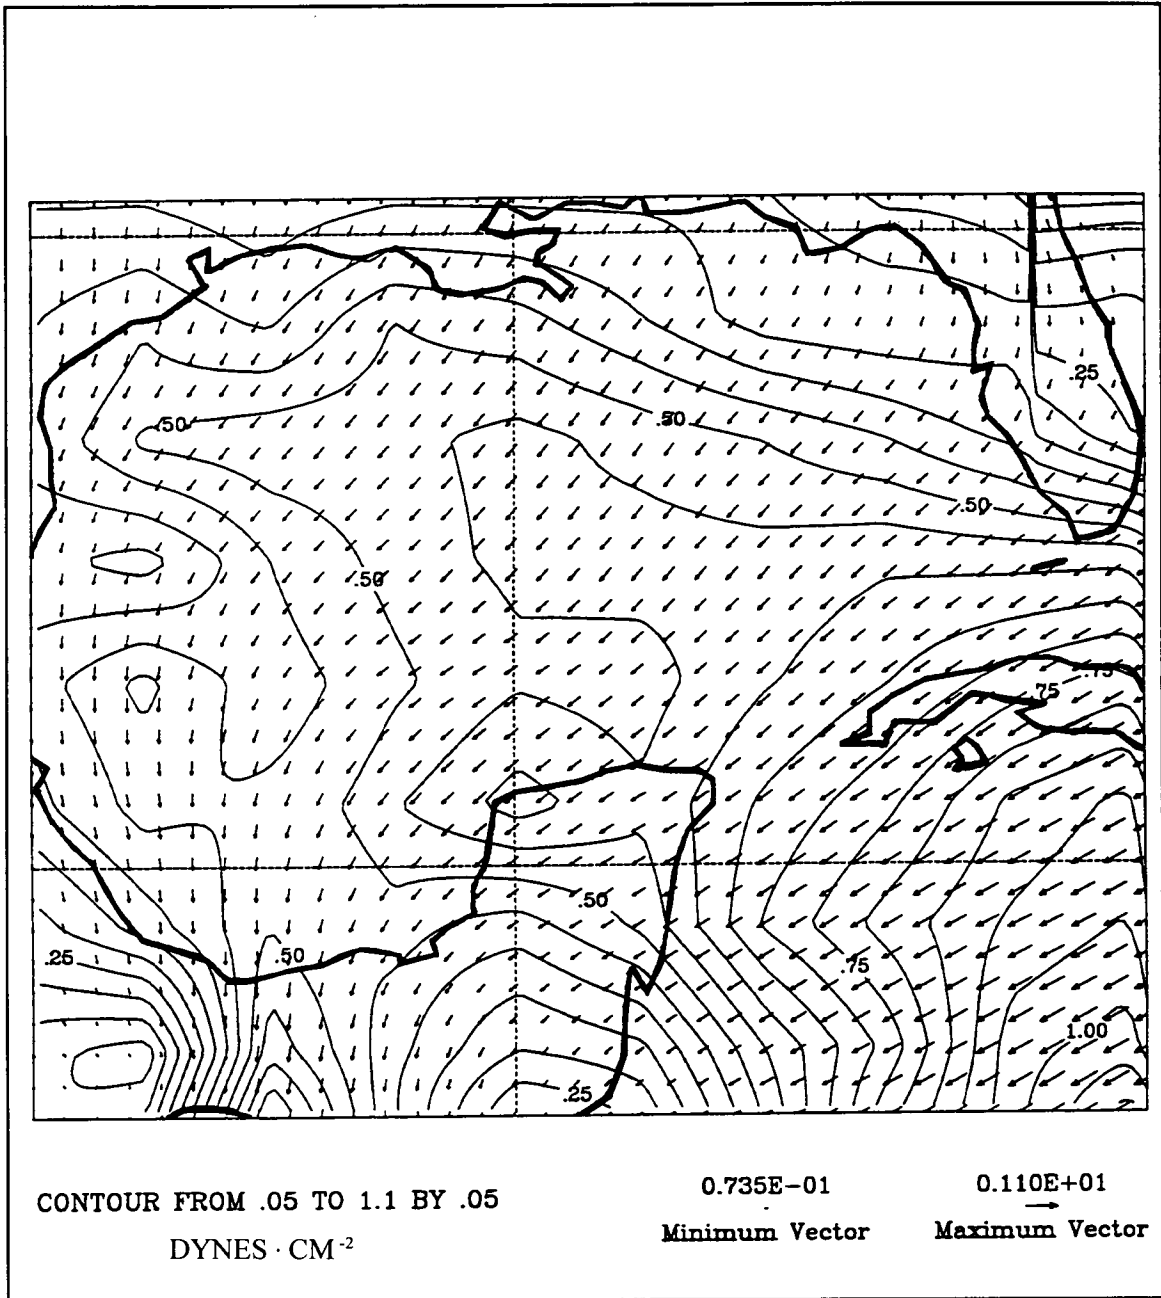 .25
.50
.50
.50
.50
.75
.75
.50
.50
.25
.75
1.00
.25
CONTOUR FROM .05 TO 1.1 BY .05
DYNES · CM⁻²
0.735E-01
Minimum Vector
0.110E+01
Maximum Vector